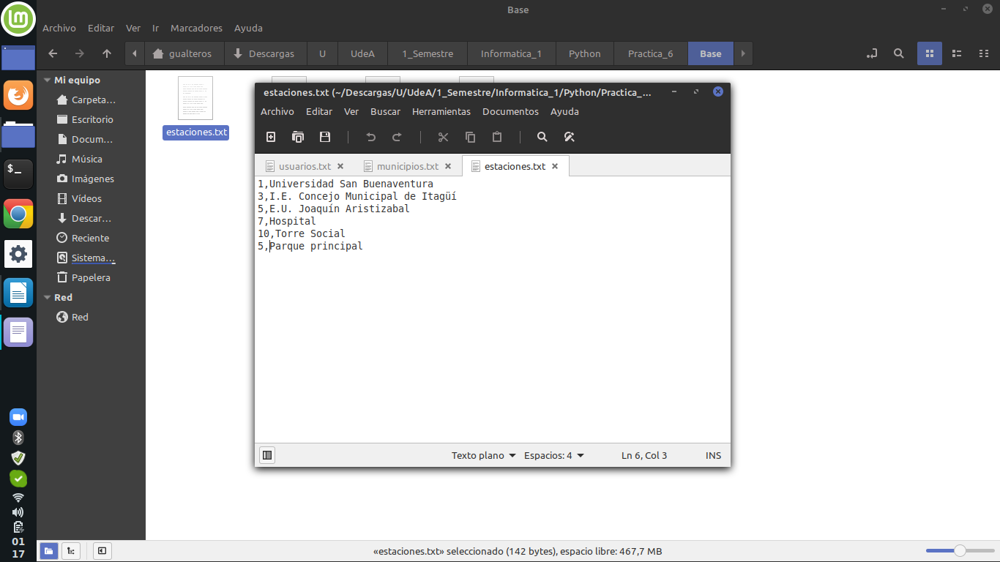 Base
Archivo Editar Ver Ir Marcadores Ayuda
gualteros Descargas U UdeA 1_Semestre Informatica_1 Python Practica_6 Base
Mi equipo
Carpeta...
Escritorio
Docum...
Música
Imágenes
Vídeos
Descar...
Reciente
Sistema...
Papelera
Red
Red
estaciones.txt
estaciones.txt (~/Descargas/U/UdeA/1_Semestre/Informatica_1/Python/Practica_...
Archivo Editar Ver Buscar Herramientas Documentos Ayuda
usuarios.txt municipios.txt estaciones.txt
1,Universidad San Buenaventura
3,I.E. Concejo Municipal de Itagüí
5,E.U. Joaquín Aristizabal
7,Hospital
10,Torre Social
5,Parque principal
Texto plano Espacios: 4 Ln 6, Col 3 INS
01
17
«estaciones.txt» seleccionado (142 bytes), espacio libre: 467,7 MB